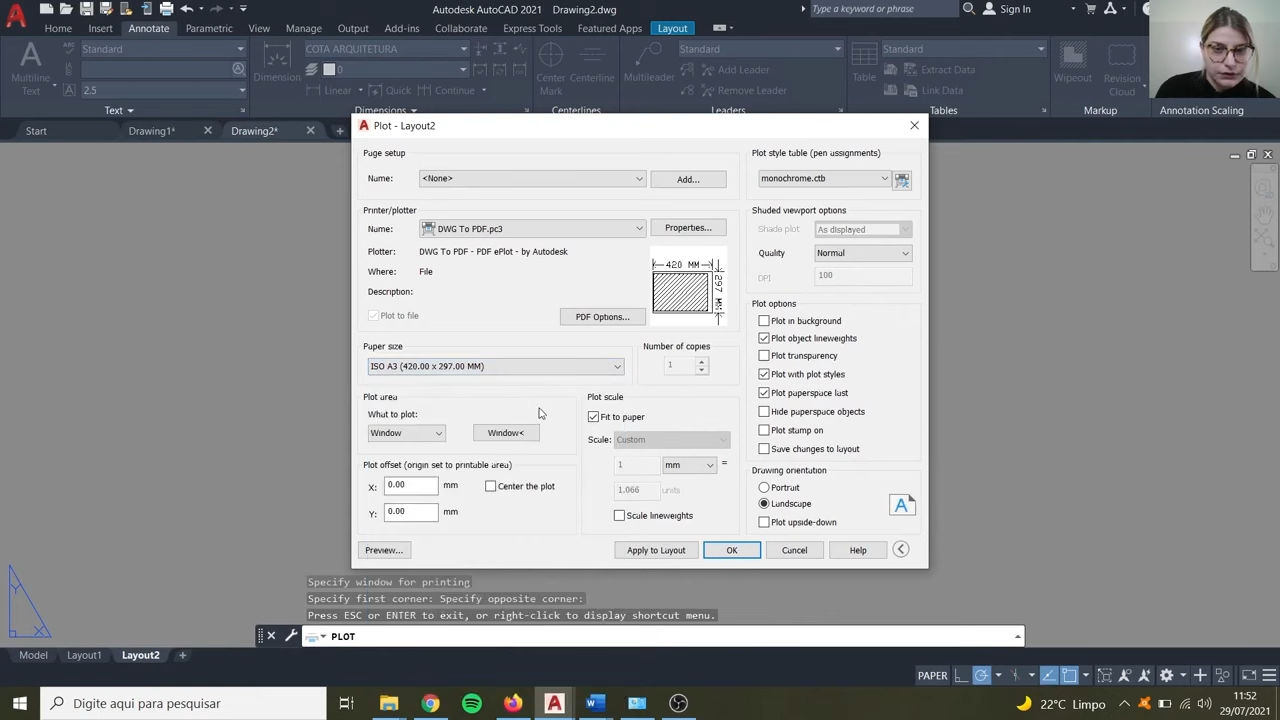 Autodesk AutoCAD 2021 Drawing2.dwg
Type a keyword or phrase
Sign In
Home Insert Annotate Parametric View Manage Output Add-ins Collaborate Express Tools Featured Apps Layout
Standard
COTA ARQUITETURA
Standard
Standard
Multiline
Text
2.5
Dimension
0
Linear Quick Continue
Center
Mark
Centerline
Multileader
Add Leader
Remove Leader
Table
Extract Data
Link Data
Wipeout
Revision
Cloud
Text Dimensions Centerlines Leaders Tables Markup Annotation Scaling
Start Drawing1* Drawing2*
Plot - Layout2
Page setup
Name: <None> Add...
Printer/plotter
Name: DWG To PDF.pc3 Properties...
Plotter: DWG To PDF - PDF ePlot - by Autodesk
Where: File
Description:
Plot to file
PDF Options...
420 MM
297 MM
Paper size
ISO A3 (420.00 x 297.00 MM)
Number of copies
1
Plot area
What to plot:
Window Window<
Plot offset (origin set to printable area)
X: 0.00 mm Center the plot
Y: 0.00 mm
Plot scale
Fit to paper
Scale: Custom
1 mm =
1.066 units
Scale lineweights
Plot style table (pen assignments)
monochrome.ctb
Shaded viewport options
Shade plot As displayed
Quality Normal
DPI 100
Plot options
Plot in background
Plot object lineweights
Plot transparency
Plot with plot styles
Plot paperspace last
Hide paperspace objects
Plot stamp on
Save changes to layout
Drawing orientation
Portrait
Landscape
Plot upside-down
A
Preview... Apply to Layout OK Cancel Help
Specify window for printing
Specify first corner: Specify opposite corner:
Press ESC or ENTER to exit, or right-click to display shortcut menu.
PLOT
Y
X
Model Layout1 Layout2
PAPER
Digite aqui para pesquisar
22°C Limpo
11:52
29/07/2021